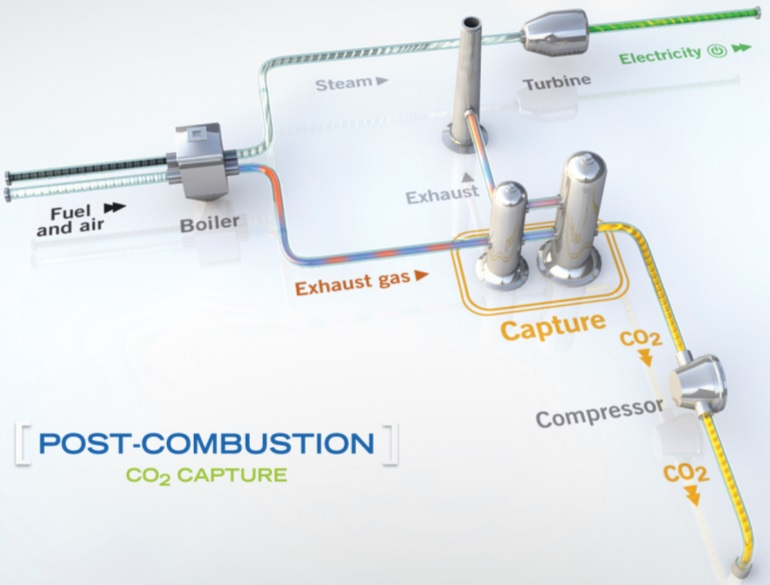 Electricity
Steam
Turbine
Exhaust
Fuel
and air
Boiler
Exhaust gas
Capture
CO2
Compressor
POST-COMBUSTION
CO2 CAPTURE
CO2